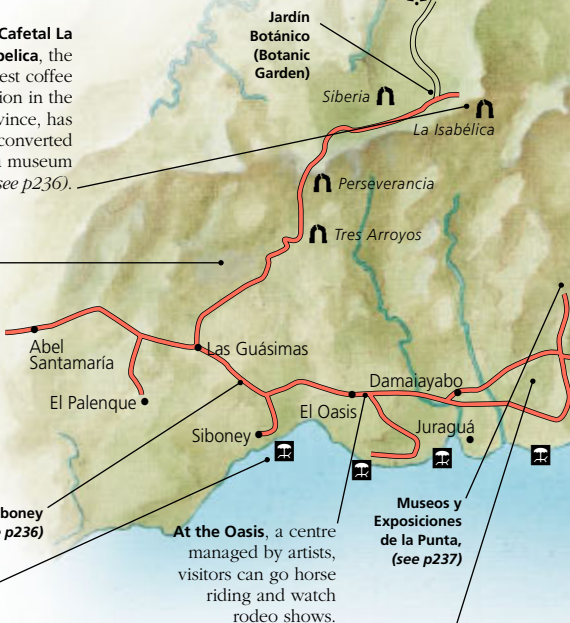 Cafetal La
belica, the
est coffee
ion in the
vince, has
converted
museum
see p236).
Jardín
Botánico
(Botanic
Garden)
Siberia
La Isabélica
Perseverancia
Tres Arroyos
Abel
Santamaría
Las Guásimas
El Palenque
Damajayabo
El Oasis
Siboney
Juraguá
boney
p236)
At the Oasis, a centre
managed by artists,
visitors can go horse
riding and watch
rodeo shows.
Museos y
Exposiciones
de la Punta,
(see p237)